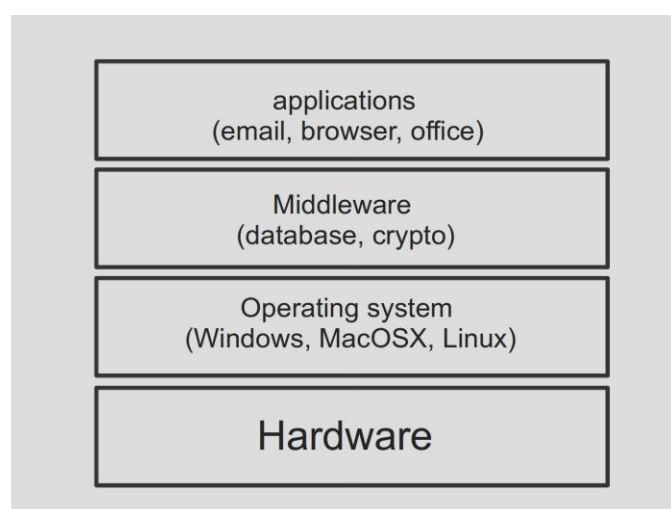 applications
(email, browser, office)
Middleware
(database, crypto)
Operating system
(Windows, MacOSX, Linux)
Hardware